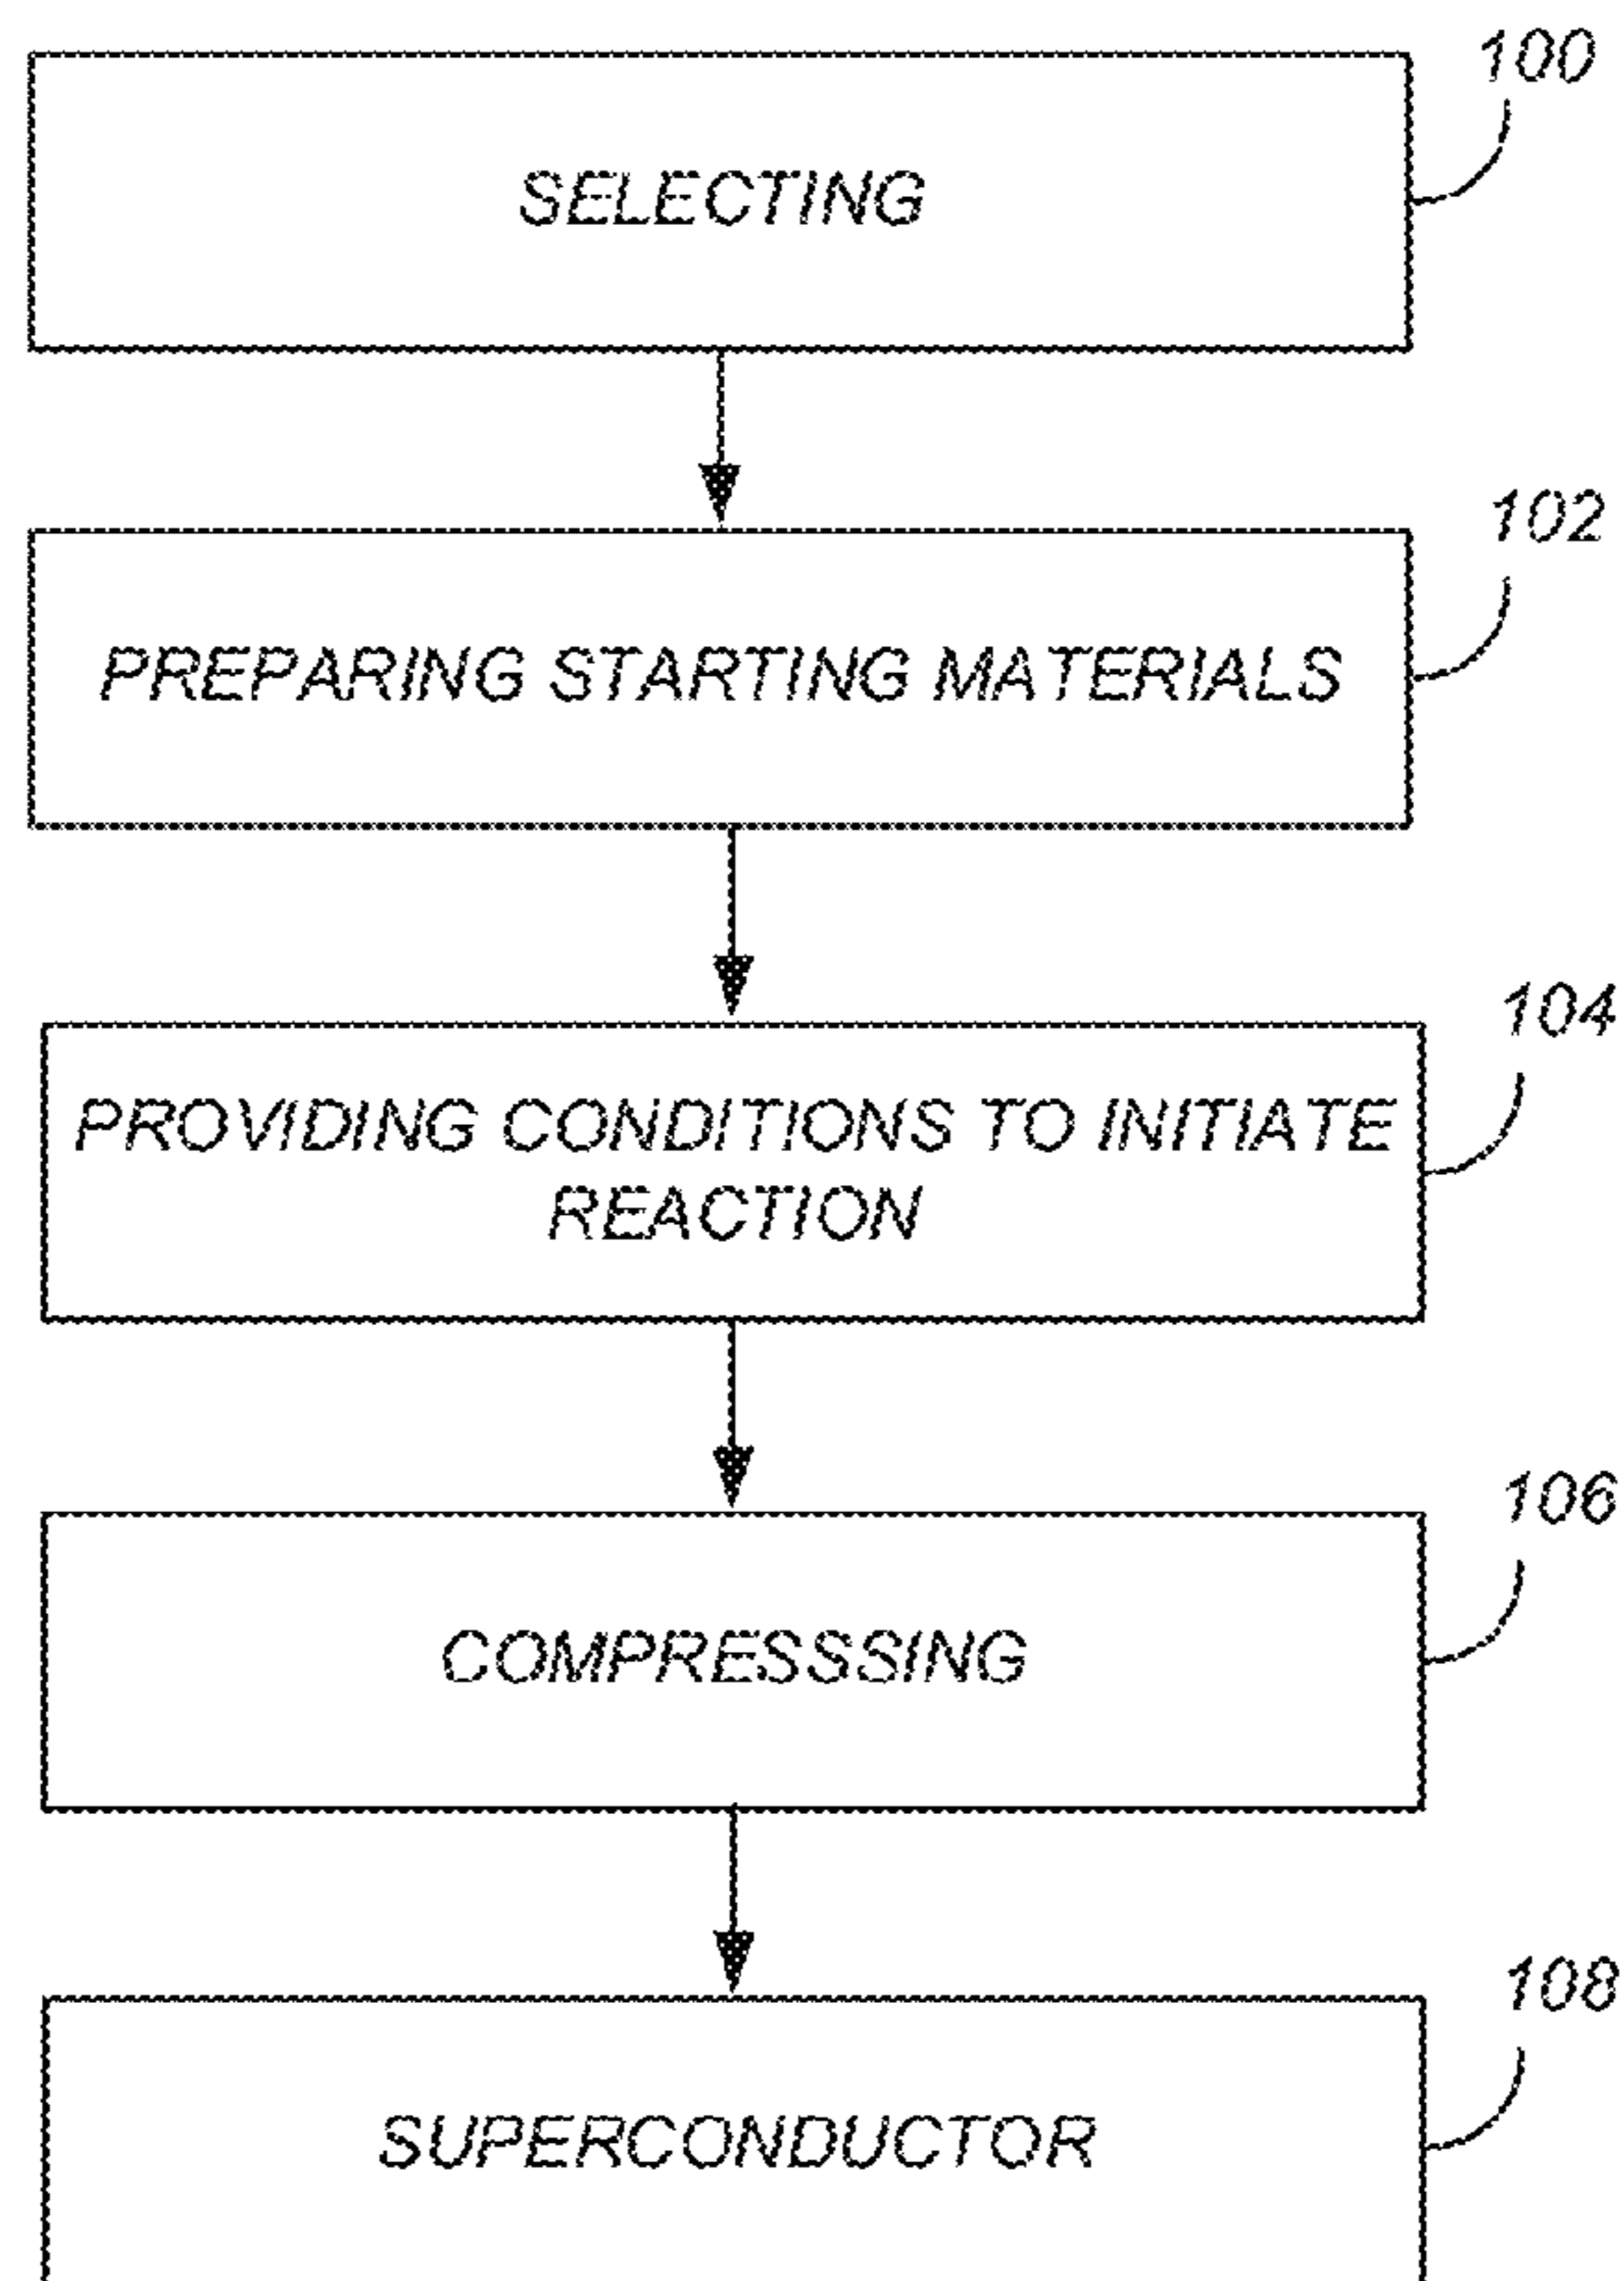 100
SELECTING
102
PREPARING STARTING MATERIALS
104
PROVIDING CONDITIONS TO INITIATE
REACTION
106
COMPRESSSING
108
SUPERCONDUCTOR